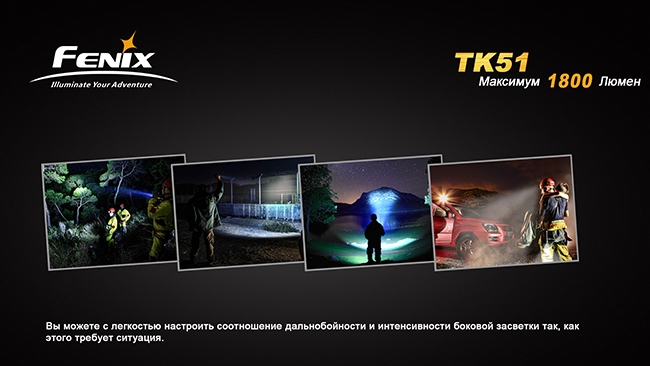 FENIX
Illuminate Your Adventure
TK51
Максимум 1800 Люмен
Вы можете с легкостью настроить соотношение дальнобойности и интенсивности боковой засветки так, как
этого требует ситуация.